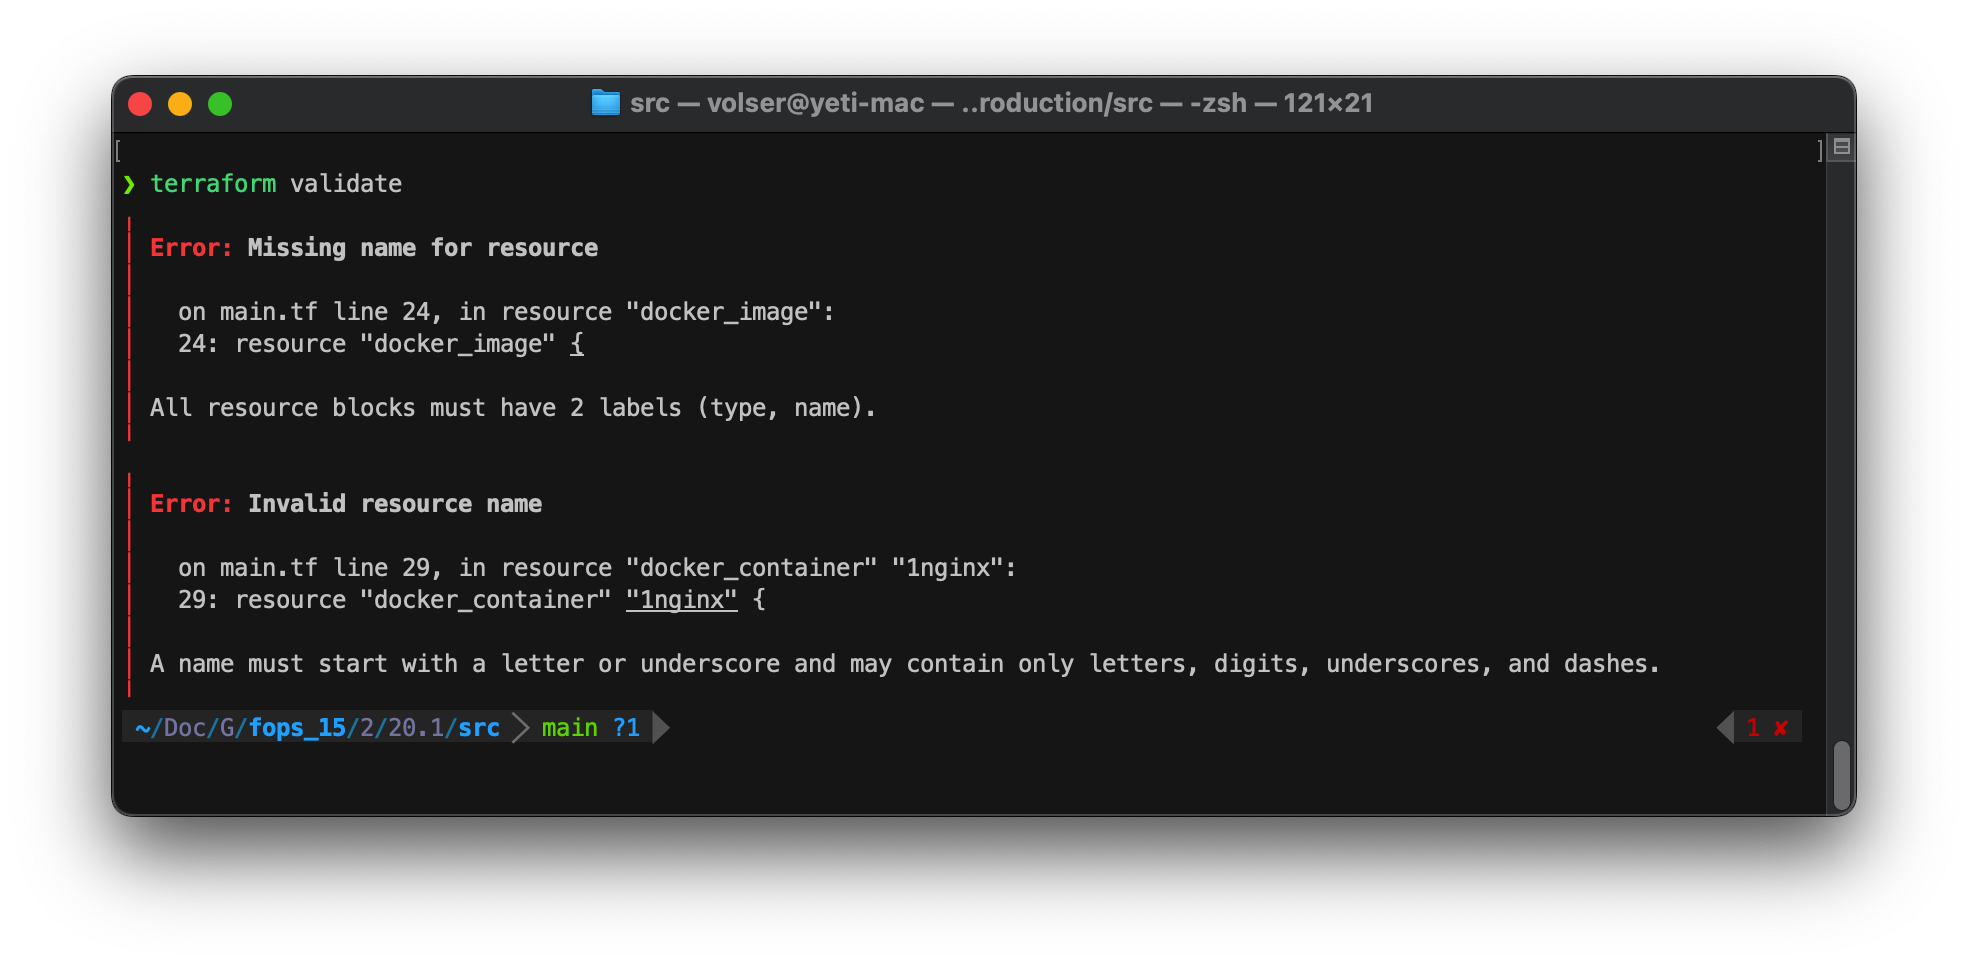 src — volser@yeti-mac — ..roduction/src — -zsh — 121×21
[ ]
❯ terraform validate
Error: Missing name for resource
on main.tf line 24, in resource "docker_image":
24: resource "docker_image" {
All resource blocks must have 2 labels (type, name).
Error: Invalid resource name
on main.tf line 29, in resource "docker_container" "1nginx":
29: resource "docker_container" "1nginx" {
A name must start with a letter or underscore and may contain only letters, digits, underscores, and dashes.
~/Doc/G/fops_15/2/20.1/src main ?1 1 ✘